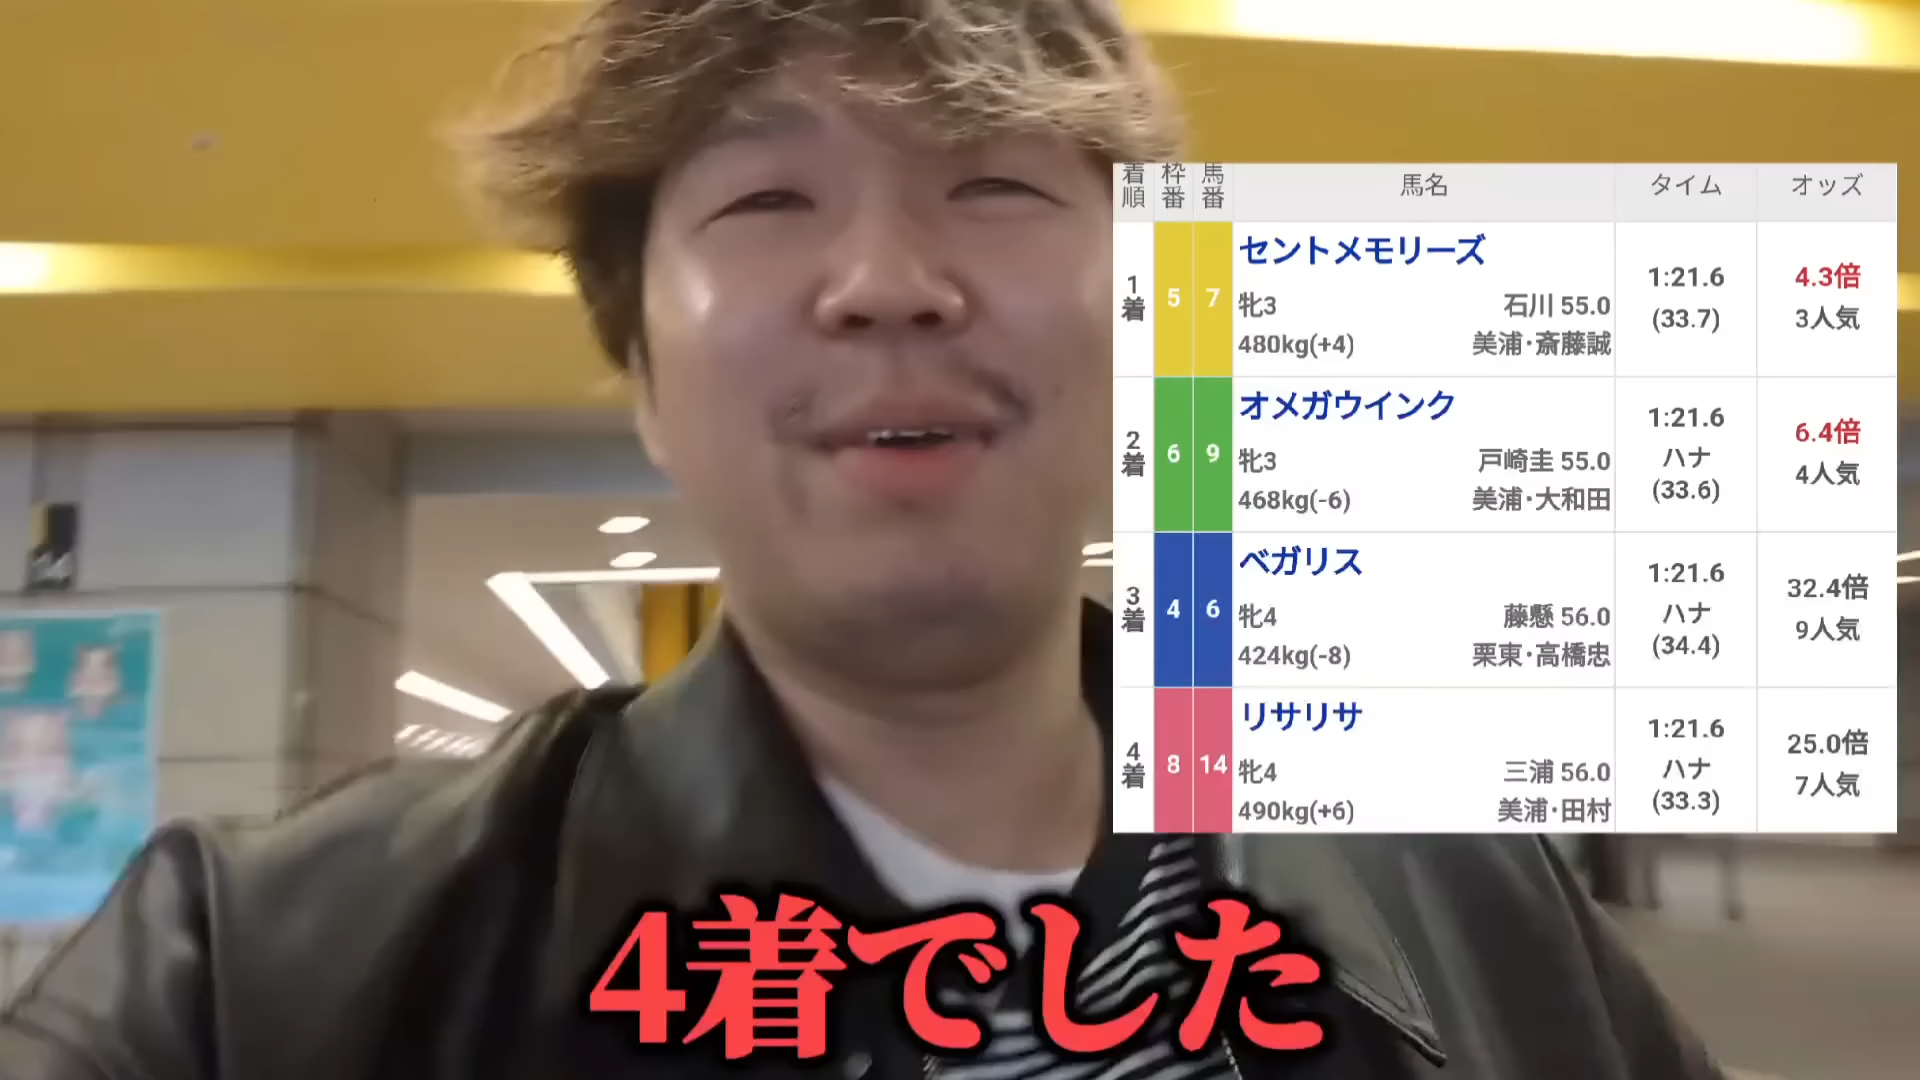 着順 枠番 馬番 馬名 タイム オッズ
1着 5 7 セントメモリーズ 1:21.6 4.3倍
牝3 石川 55.0 (33.7) 3人気
480kg(+4) 美浦･斎藤誠
2着 6 9 オメガウインク 1:21.6 6.4倍
牝3 戸崎圭 55.0 ハナ 4人気
468kg(-6) 美浦･大和田 (33.6)
3着 4 6 ベガリス 1:21.6 32.4倍
牝4 藤懸 56.0 ハナ 9人気
424kg(-8) 栗東･高橋忠 (34.4)
4着 8 14 リサリサ 1:21.6 25.0倍
牝4 三浦 56.0 ハナ 7人気
490kg(+6) 美浦･田村 (33.3)
4着でした